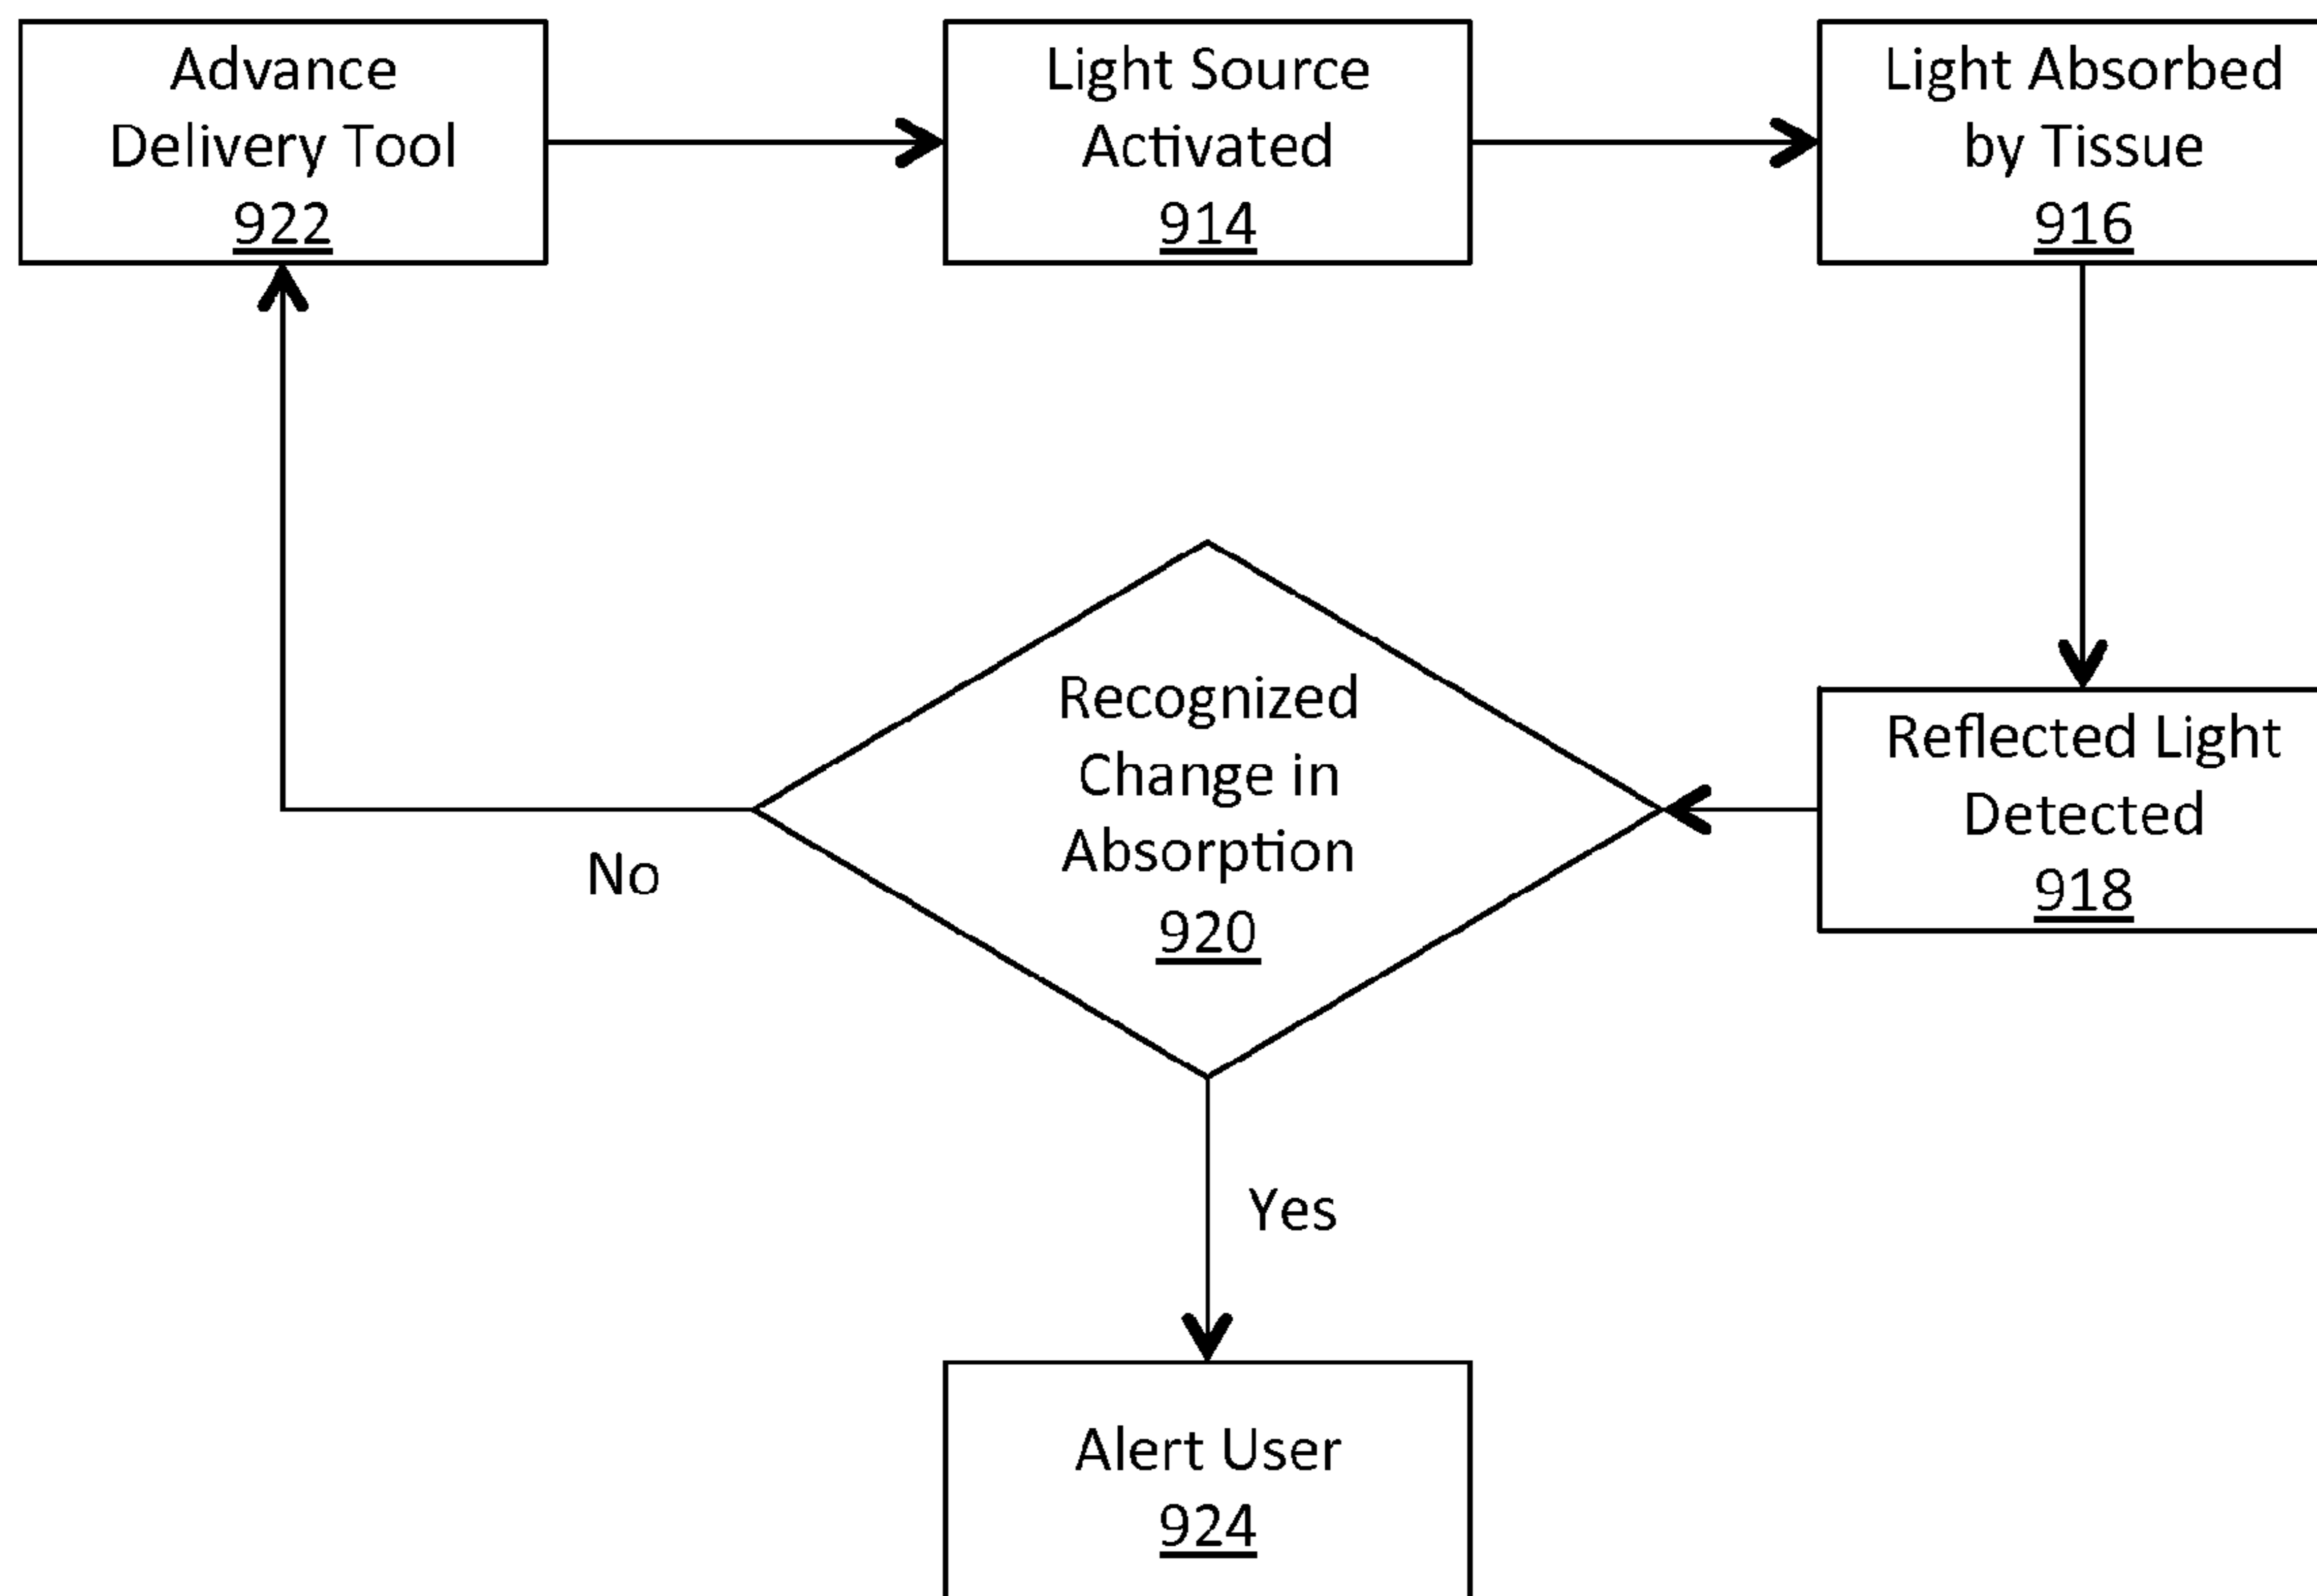 Advance
Delivery Tool
922
Light Source
Activated
914
Light Absorbed
by Tissue
916
Reflected Light
Detected
918
Recognized
Change in
Absorption
920
No
Yes
Alert User
924